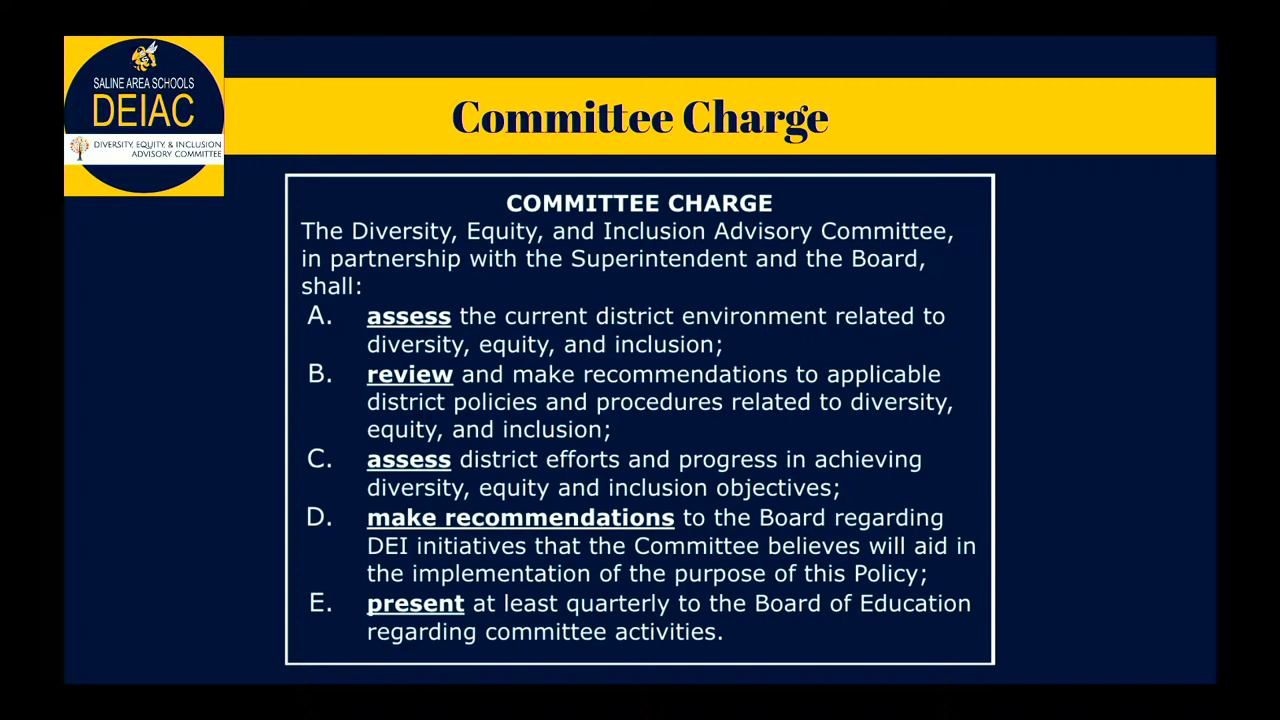 SALINE AREA SCHOOLS
DEIAC
DIVERSITY, EQUITY, & INCLUSION
ADVISORY COMMITTEE
Committee Charge
COMMITTEE CHARGE
The Diversity, Equity, and Inclusion Advisory Committee,
in partnership with the Superintendent and the Board,
shall:
A. assess the current district environment related to
diversity, equity, and inclusion;
B. review and make recommendations to applicable
district policies and procedures related to diversity,
equity, and inclusion;
C. assess district efforts and progress in achieving
diversity, equity and inclusion objectives;
D. make recommendations to the Board regarding
DEI initiatives that the Committee believes will aid in
the implementation of the purpose of this Policy;
E. present at least quarterly to the Board of Education
regarding committee activities.